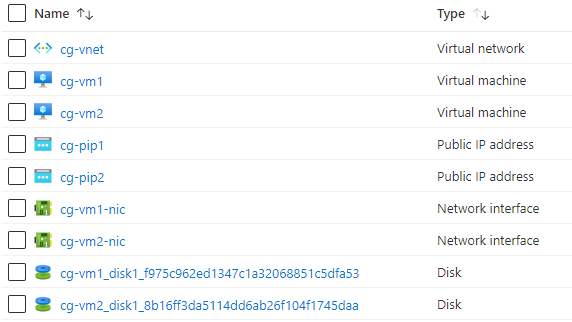 Name Type
cg-vnet Virtual network
cg-vm1 Virtual machine
cg-vm2 Virtual machine
cg-pip1 Public IP address
cg-pip2 Public IP address
cg-vm1-nic Network interface
cg-vm2-nic Network interface
cg-vm1_disk1_f975c962ed1347c1a32068851c5dfa53 Disk
cg-vm2_disk1_8b16ff3da5114dd6ab26f104f1745daa Disk